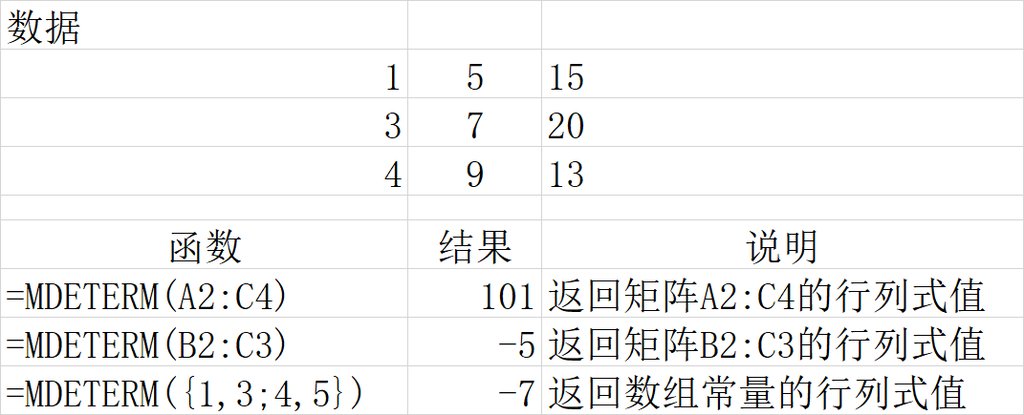 数据
1 5 15
3 7 20
4 9 13
函数 结果 说明
=MDETERM(A2:C4) 101 返回矩阵A2:C4的行列式值
=MDETERM(B2:C3) -5 返回矩阵B2:C3的行列式值
=MDETERM({1,3;4,5}) -7 返回数组常量的行列式值